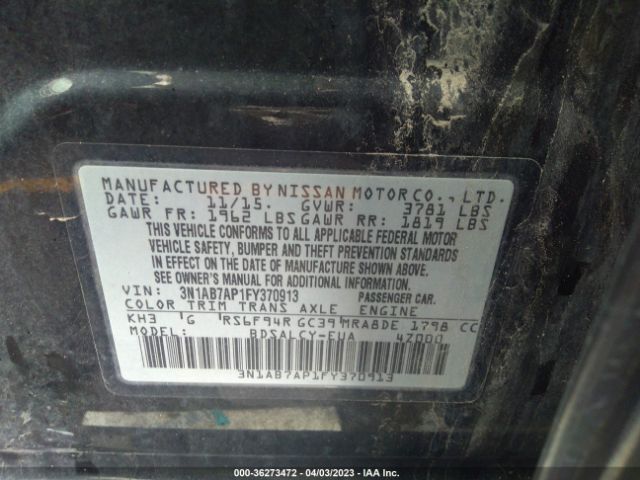 MANUFACTURED BY NISSAN MOTOR CO., LTD.
DATE: 11/15. GVWR: 3781 LBS
GAWR FR: 1962 LBS GAWR RR: 1819 LBS
THIS VEHICLE CONFORMS TO ALL APPLICABLE FEDERAL MOTOR
VEHICLE SAFETY, BUMPER AND THEFT PREVENTION STANDARDS
IN EFFECT ON THE DATE OF MANUFACTURE SHOWN ABOVE.
SEE OWNER'S MANUAL FOR ADDITIONAL INFORMATION.
VIN: 3N1AB7AP1FY370913 PASSENGER CAR.
COLOR TRIM TRANS AXLE ENGINE
KH3 G RS6F94R GC39 MRA8DE 1798 CC
MODEL: BDSALCY-EUA 4Z000
3N1AB7AP1FY370913
000-36273472 - 04/03/2023 - IAA Inc.